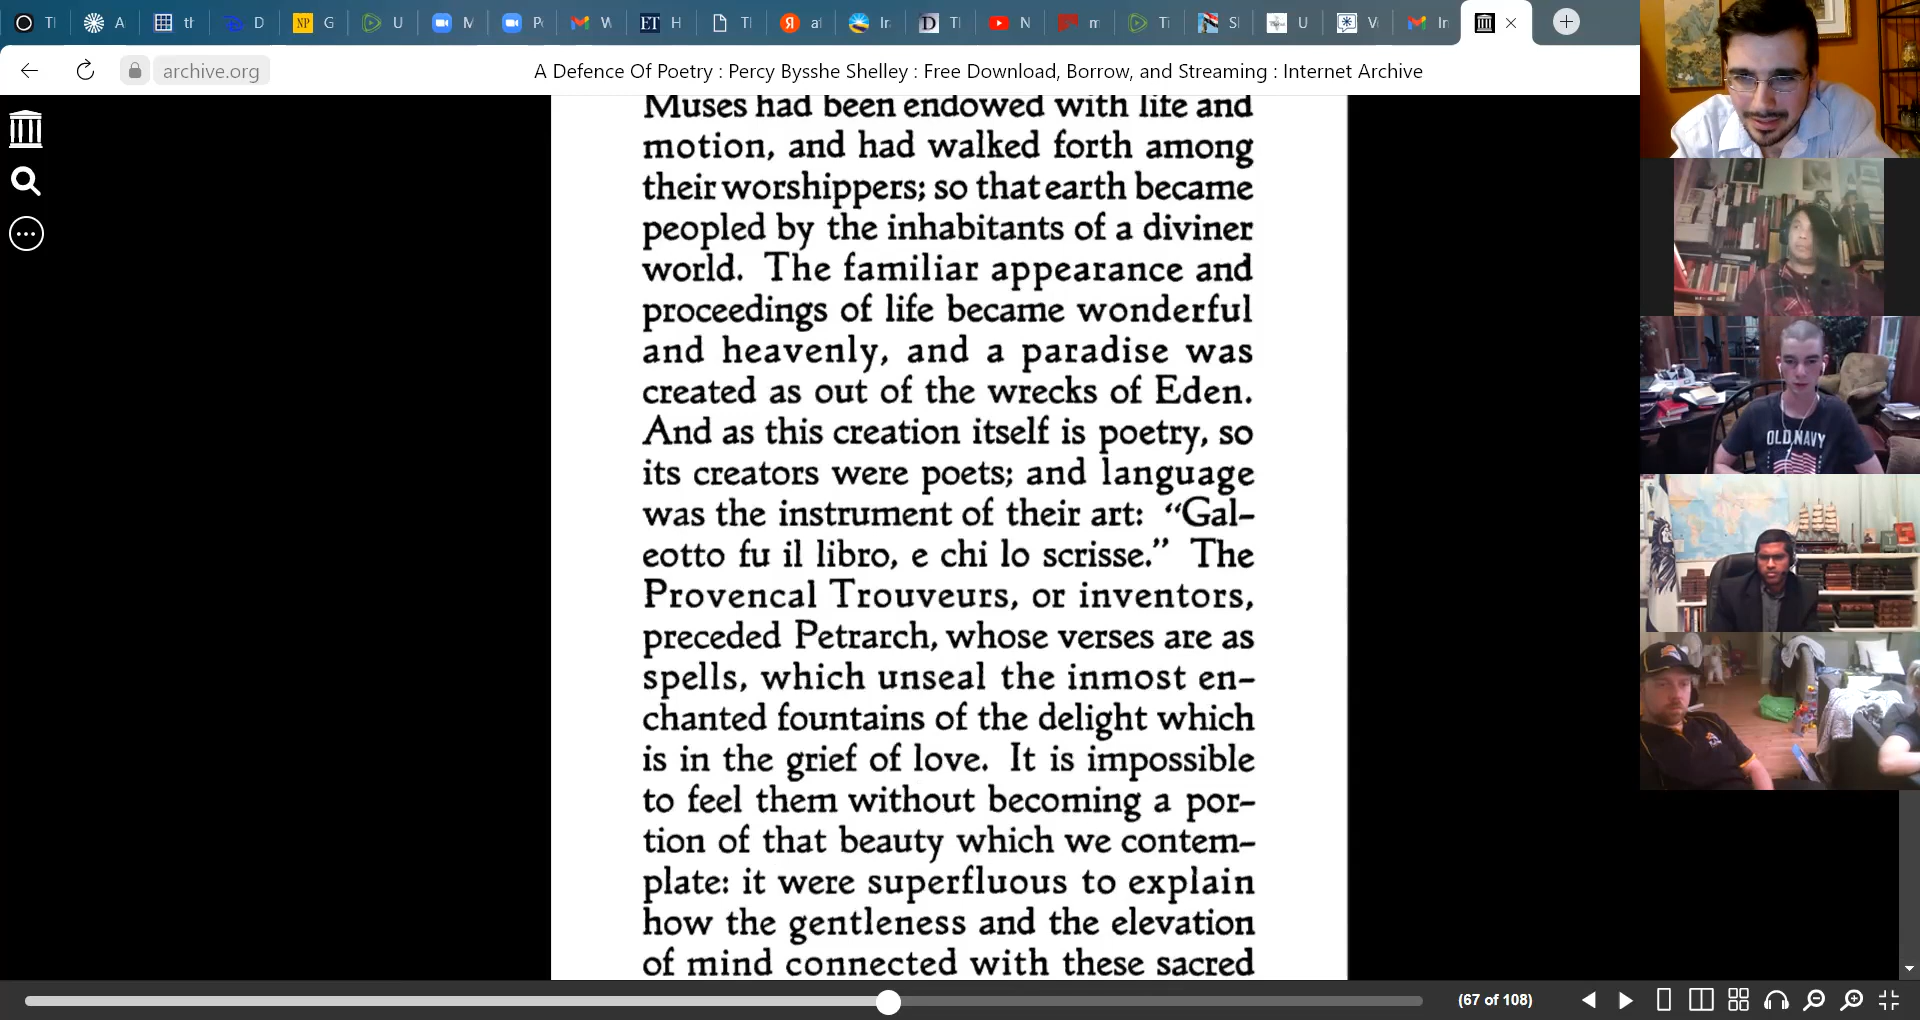 T
A
th
D
NP G
U
M
P
W
ET H
T
Я a
Ir
D T
N
m
Ti
S
U
V
In
archive.org
A Defence Of Poetry : Percy Bysshe Shelley : Free Download, Borrow, and Streaming : Internet Archive
Muses had been endowed with life and
motion, and had walked forth among
their worshippers; so that earth became
peopled by the inhabitants of a diviner
world. The familiar appearance and
proceedings of life became wonderful
and heavenly, and a paradise was
created as out of the wrecks of Eden.
And as this creation itself is poetry, so
its creators were poets; and language
was the instrument of their art: “Gal-
eotto fu il libro, e chi lo scrisse.” The
Provencal Trouveurs, or inventors,
preceded Petrarch, whose verses are as
spells, which unseal the inmost en-
chanted fountains of the delight which
is in the grief of love. It is impossible
to feel them without becoming a por-
tion of that beauty which we contem-
plate: it were superfluous to explain
how the gentleness and the elevation
of mind connected with these sacred
OLD NAVY
(67 of 108)